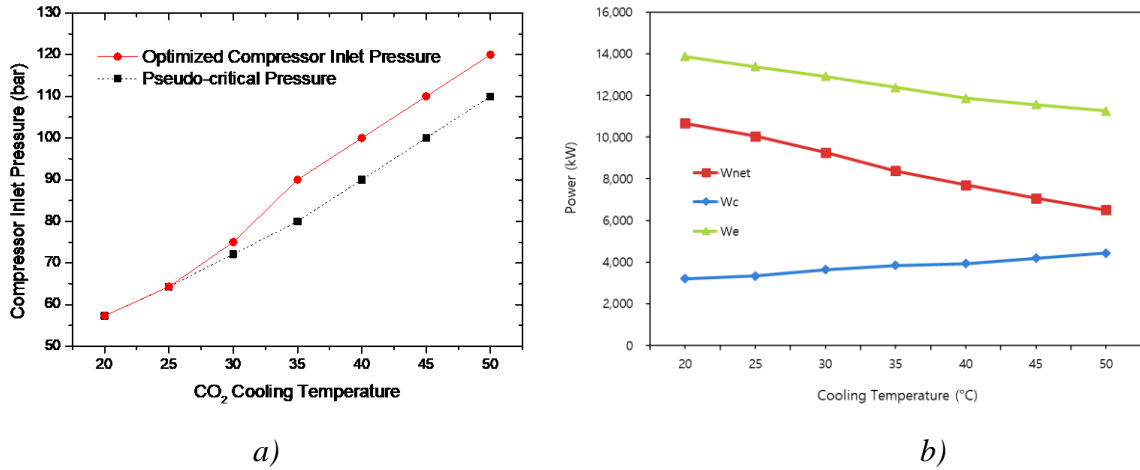 130
120
110
100
90
80
70
60
50
Compressor Inlet Pressure (bar)
Optimized Compressor Inlet Pressure
Pseudo-critical Pressure
20 25 30 35 40 45 50
CO₂ Cooling Temperature
a)
16,000
14,000
12,000
10,000
8,000
6,000
4,000
2,000
0
Power (kW)
Wnet
Wc
We
20 25 30 35 40 45 50
Cooling Temperature (°C)
b)